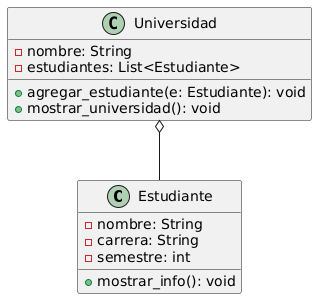 C Universidad
nombre: String
estudiantes: List<Estudiante>
agregar_estudiante(e: Estudiante): void
mostrar_universidad(): void
C Estudiante
nombre: String
carrera: String
semestre: int
mostrar_info(): void